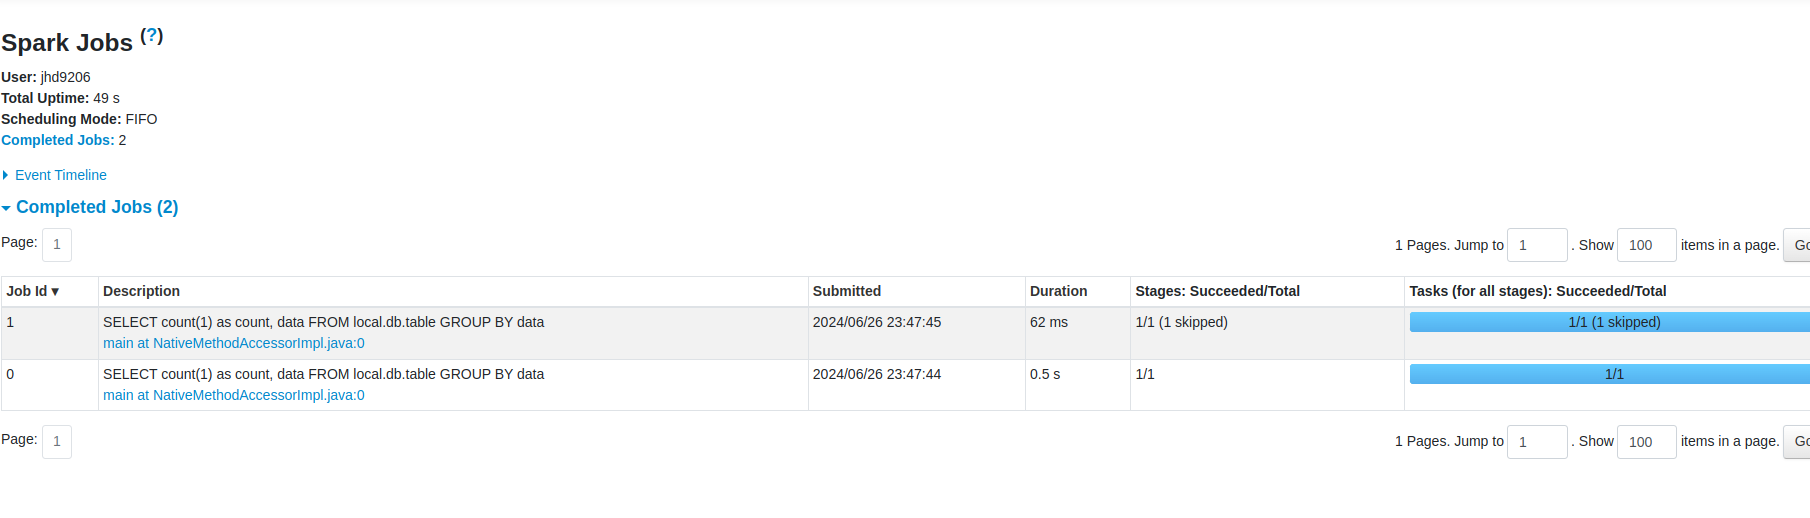 Spark Jobs (?)
User: jhd9206
Total Uptime: 49 s
Scheduling Mode: FIFO
Completed Jobs: 2
Event Timeline
Completed Jobs (2)
Page: 1 1 Pages. Jump to 1 . Show 100 items in a page. Go
Job Id ▾ Description Submitted Duration Stages: Succeeded/Total Tasks (for all stages): Succeeded/Total
1 SELECT count(1) as count, data FROM local.db.table GROUP BY data 2024/06/26 23:47:45 62 ms 1/1 (1 skipped) 1/1 (1 skipped)
main at NativeMethodAccessorImpl.java:0
0 SELECT count(1) as count, data FROM local.db.table GROUP BY data 2024/06/26 23:47:44 0.5 s 1/1 1/1
main at NativeMethodAccessorImpl.java:0
Page: 1 1 Pages. Jump to 1 . Show 100 items in a page. Go